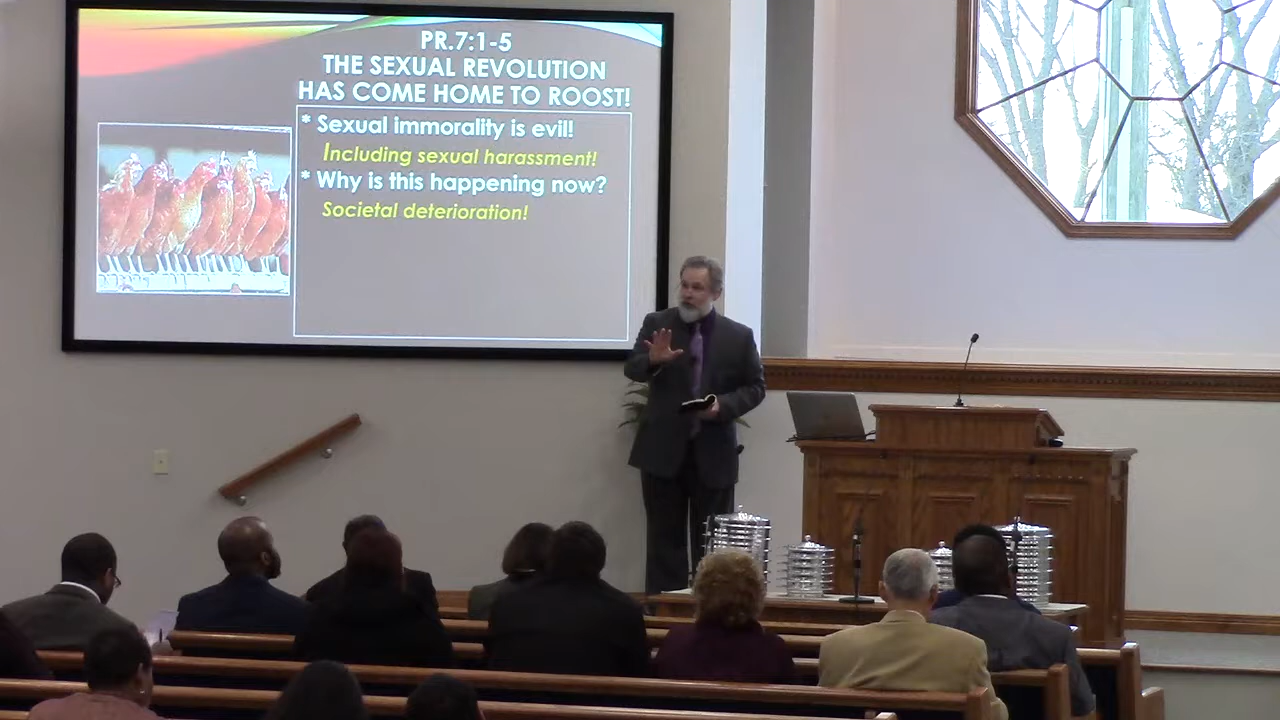 PR.7:1-5
THE SEXUAL REVOLUTION
HAS COME HOME TO ROOST!
* Sexual immorality is evil!
Including sexual harassment!
* Why is this happening now?
Societal deterioration!